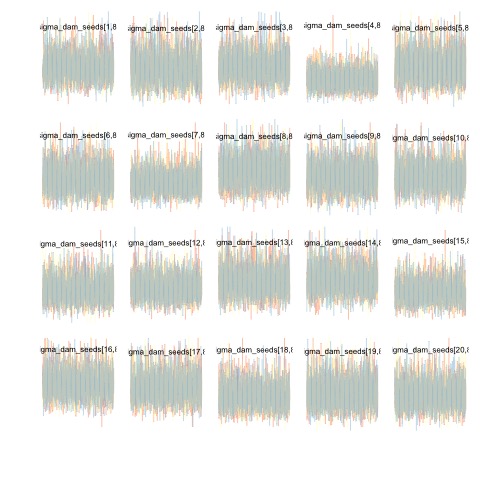 igma_dam_seeds[1,8
igma_dam_seeds[2,8
igma_dam_seeds[3,8
igma_dam_seeds[4,8
igma_dam_seeds[5,8
igma_dam_seeds[6,8
igma_dam_seeds[7,8
igma_dam_seeds[8,8
igma_dam_seeds[9,8
igma_dam_seeds[10,8
gma_dam_seeds[11,8
gma_dam_seeds[12,8
gma_dam_seeds[13,8
gma_dam_seeds[14,8
gma_dam_seeds[15,8
gma_dam_seeds[16,8
gma_dam_seeds[17,8
gma_dam_seeds[18,8
gma_dam_seeds[19,8
gma_dam_seeds[20,8